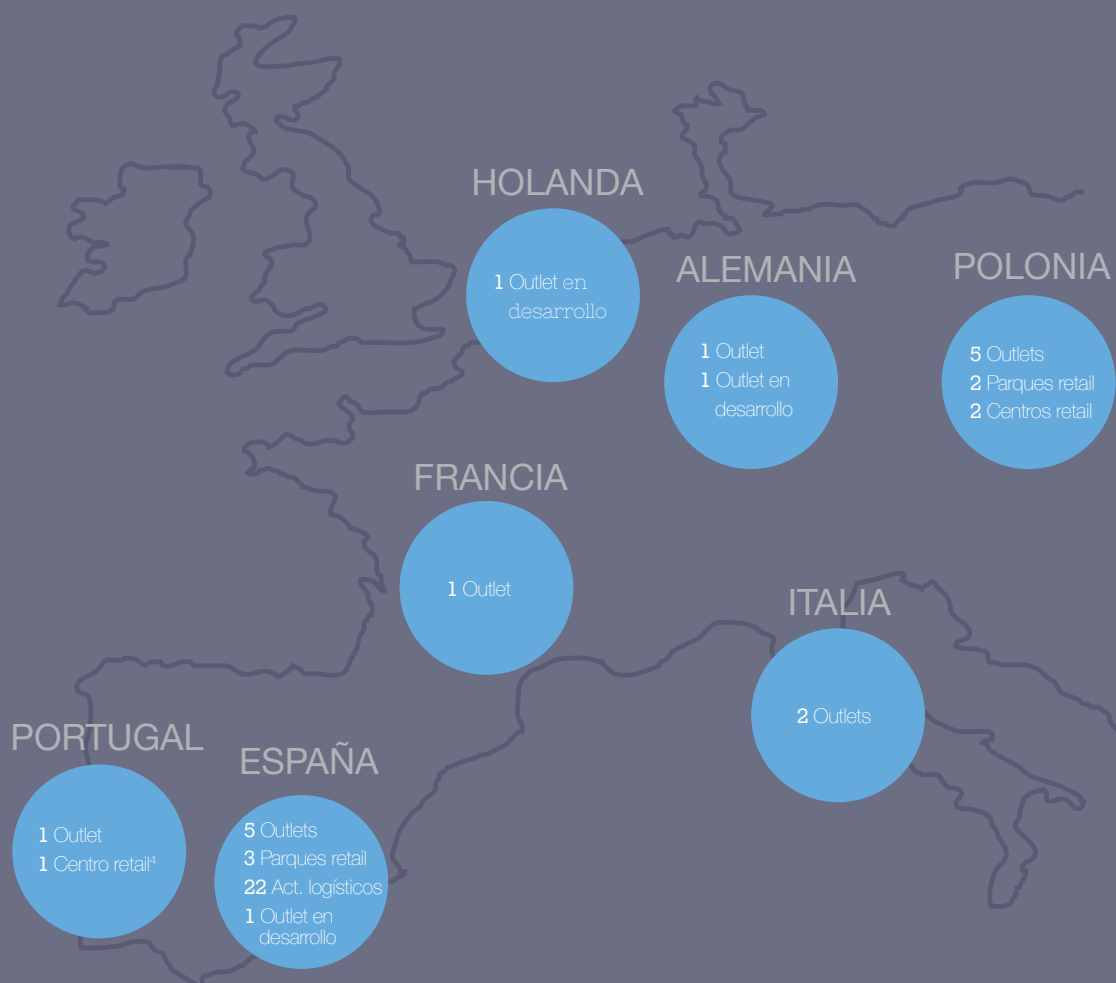 HOLANDA
1 Outlet en
desarrollo
ALEMANIA
1 Outlet
1 Outlet en
desarrollo
POLONIA
5 Outlets
2 Parques retail
2 Centros retail
FRANCIA
1 Outlet
ITALIA
2 Outlets
PORTUGAL
1 Outlet
1 Centro retail⁴
ESPAÑA
5 Outlets
3 Parques retail
22 Act. logísticos
1 Outlet en
desarrollo